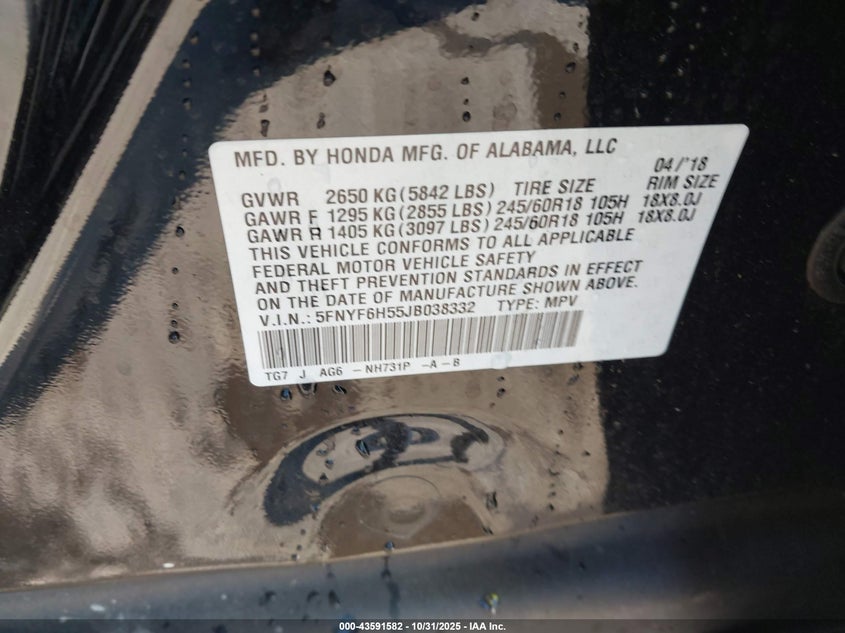 MFD. BY HONDA MFG. OF ALABAMA, LLC 04/'18
GVWR 2650 KG (5842 LBS) TIRE SIZE RIM SIZE
GAWR F 1295 KG (2855 LBS) 245/60R18 105H 18X8.0J
GAWR R 1405 KG (3097 LBS) 245/60R18 105H 18X8.0J
THIS VEHICLE CONFORMS TO ALL APPLICABLE
FEDERAL MOTOR VEHICLE SAFETY
AND THEFT PREVENTION STANDARDS IN EFFECT
ON THE DATE OF MANUFACTURE SHOWN ABOVE.
V.I.N.: 5FNYF6H55JB038332 TYPE: MPV
TG7 J AG6 -NH731P -A-B
000-43591582 - 10/31/2025 - IAA Inc.